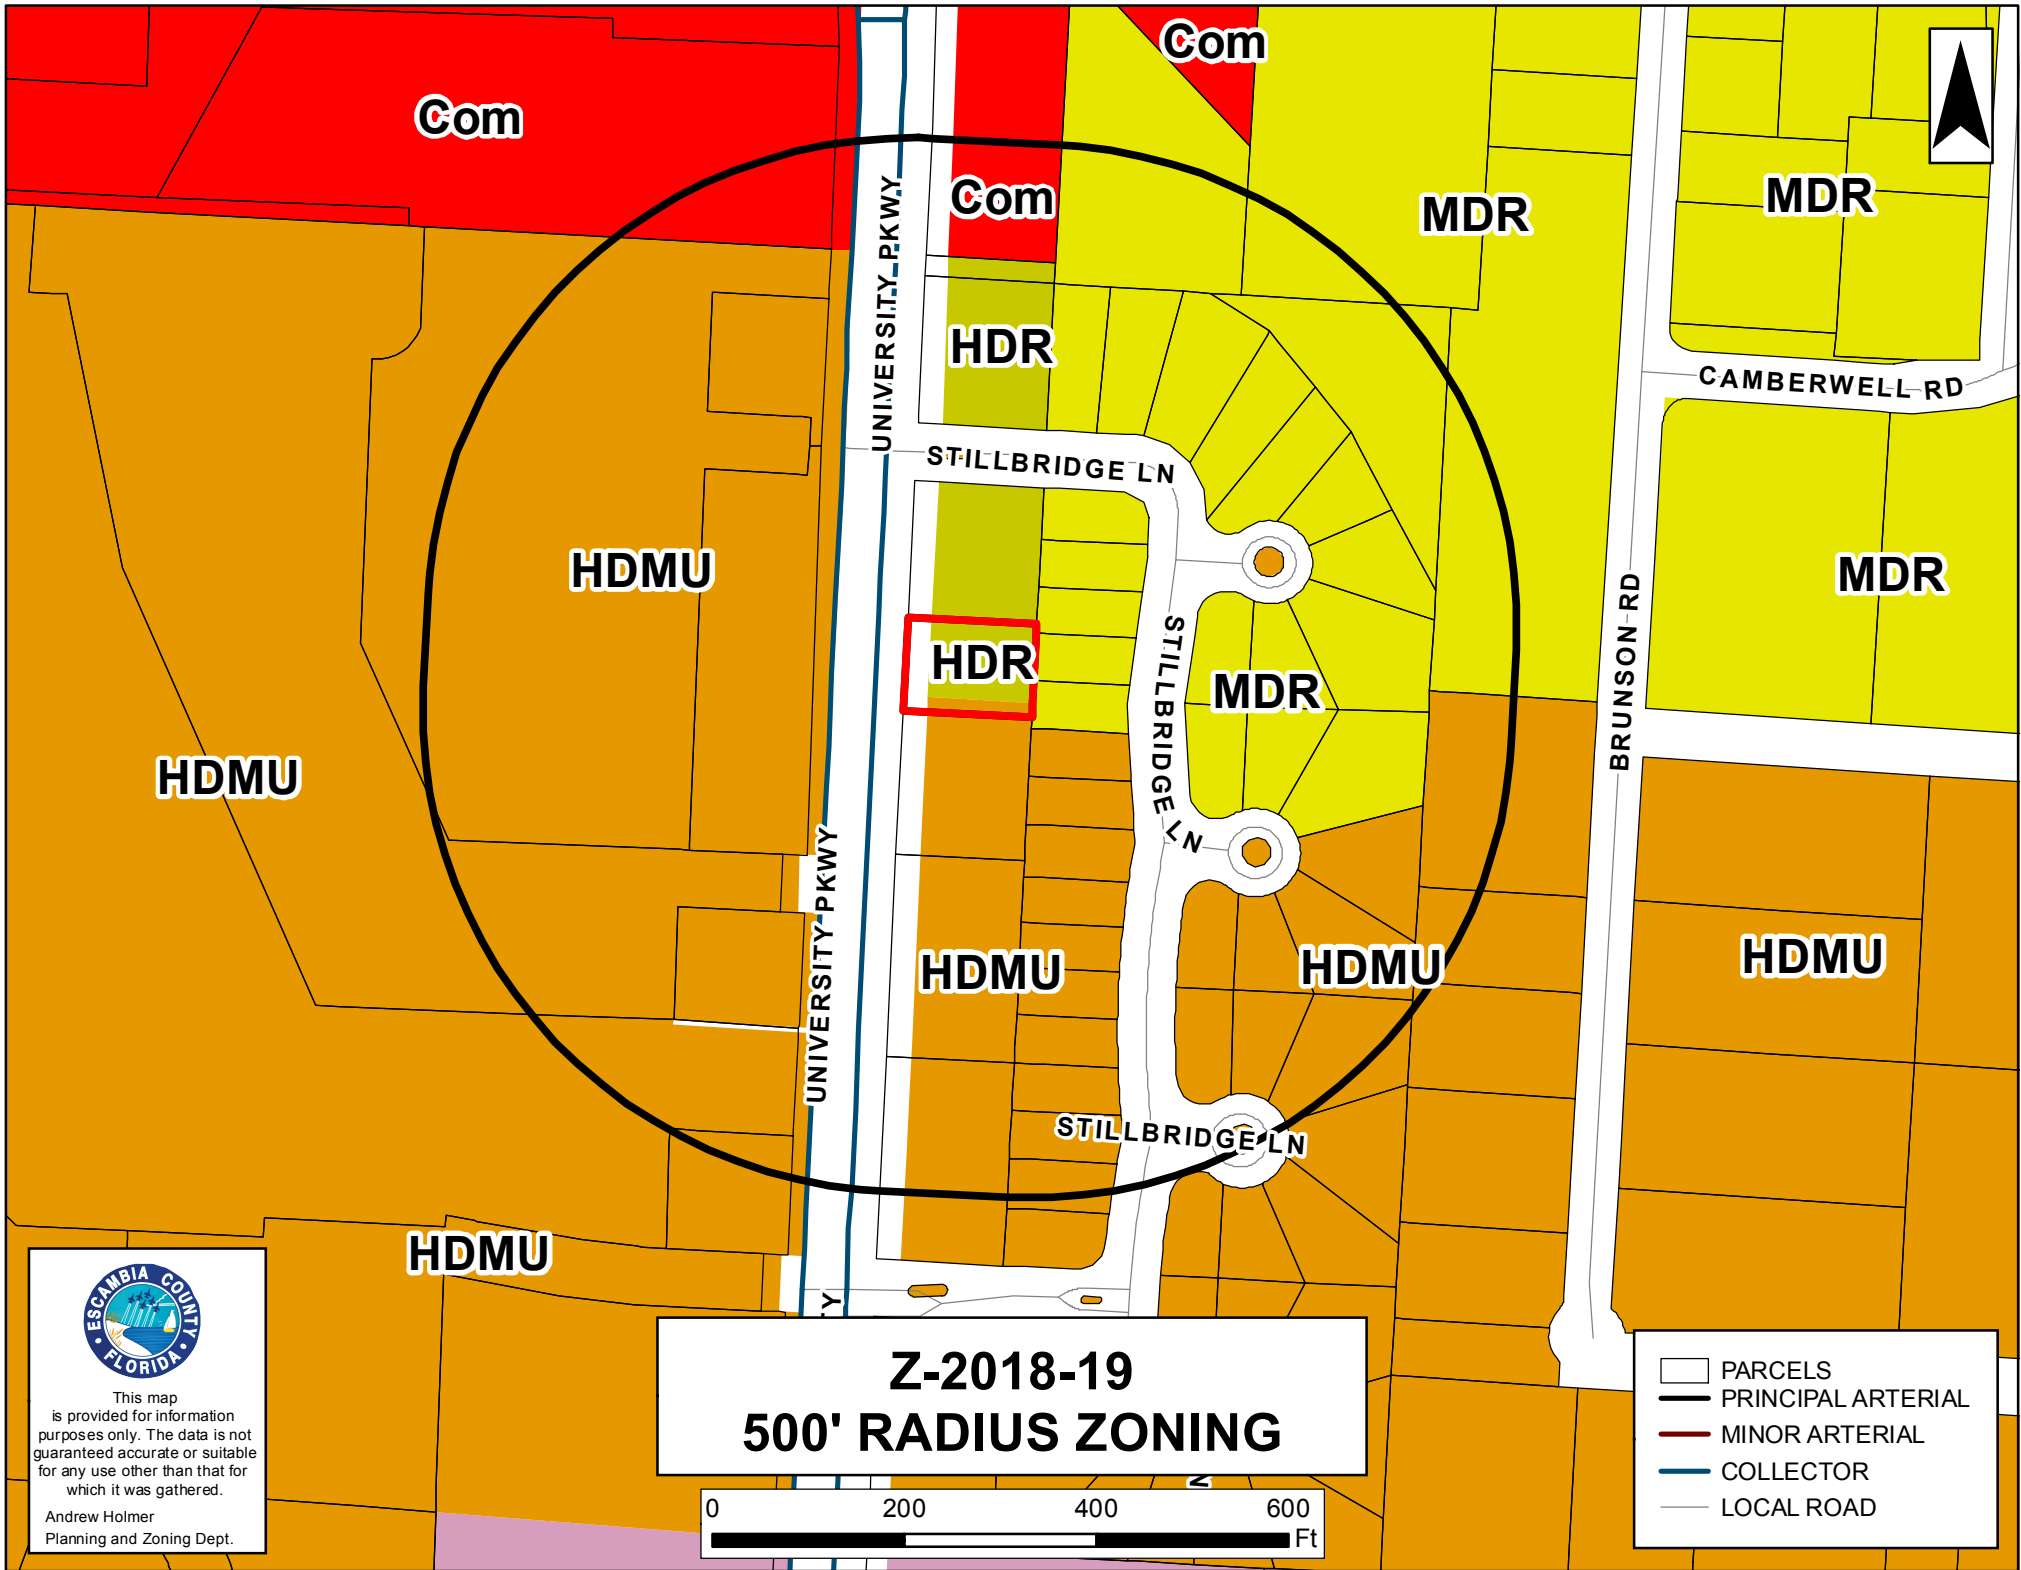 Com
Com
Com
MDR
MDR
UNIVERSITY PKWY
HDR
CAMBERWELL RD
STILLBRIDGE LN
HDMU
MDR
BRUNSON RD
HDR
STILLBRIDGE LN
MDR
HDMU
UNIVERSITY PKWY
HDMU
HDMU
HDMU
STILLBRIDGE LN
HDMU
ESCAMBIA COUNTY
FLORIDA
This map
is provided for information
purposes only. The data is not
guaranteed accurate or suitable
for any use other than that for
which it was gathered.
Andrew Holmer
Planning and Zoning Dept.
Y
Z-2018-19
500' RADIUS ZONING
N
0 200 400 600
Ft
PARCELS
PRINCIPAL ARTERIAL
MINOR ARTERIAL
COLLECTOR
LOCAL ROAD